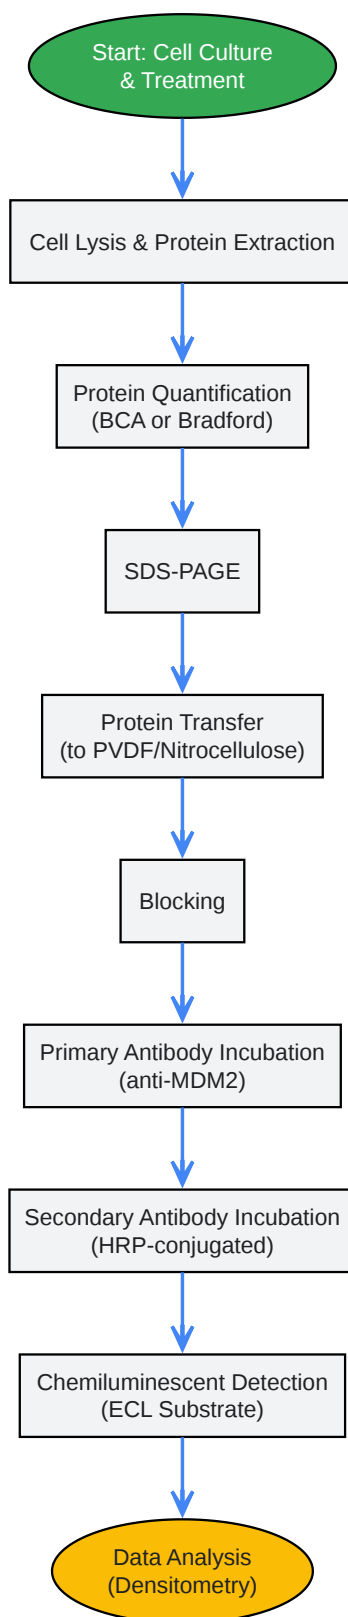 Start: Cell Culture
& Treatment
Cell Lysis & Protein Extraction
Protein Quantification
(BCA or Bradford)
SDS-PAGE
Protein Transfer
(to PVDF/Nitrocellulose)
Blocking
Primary Antibody Incubation
(anti-MDM2)
Secondary Antibody Incubation
(HRP-conjugated)
Chemiluminescent Detection
(ECL Substrate)
Data Analysis
(Densitometry)